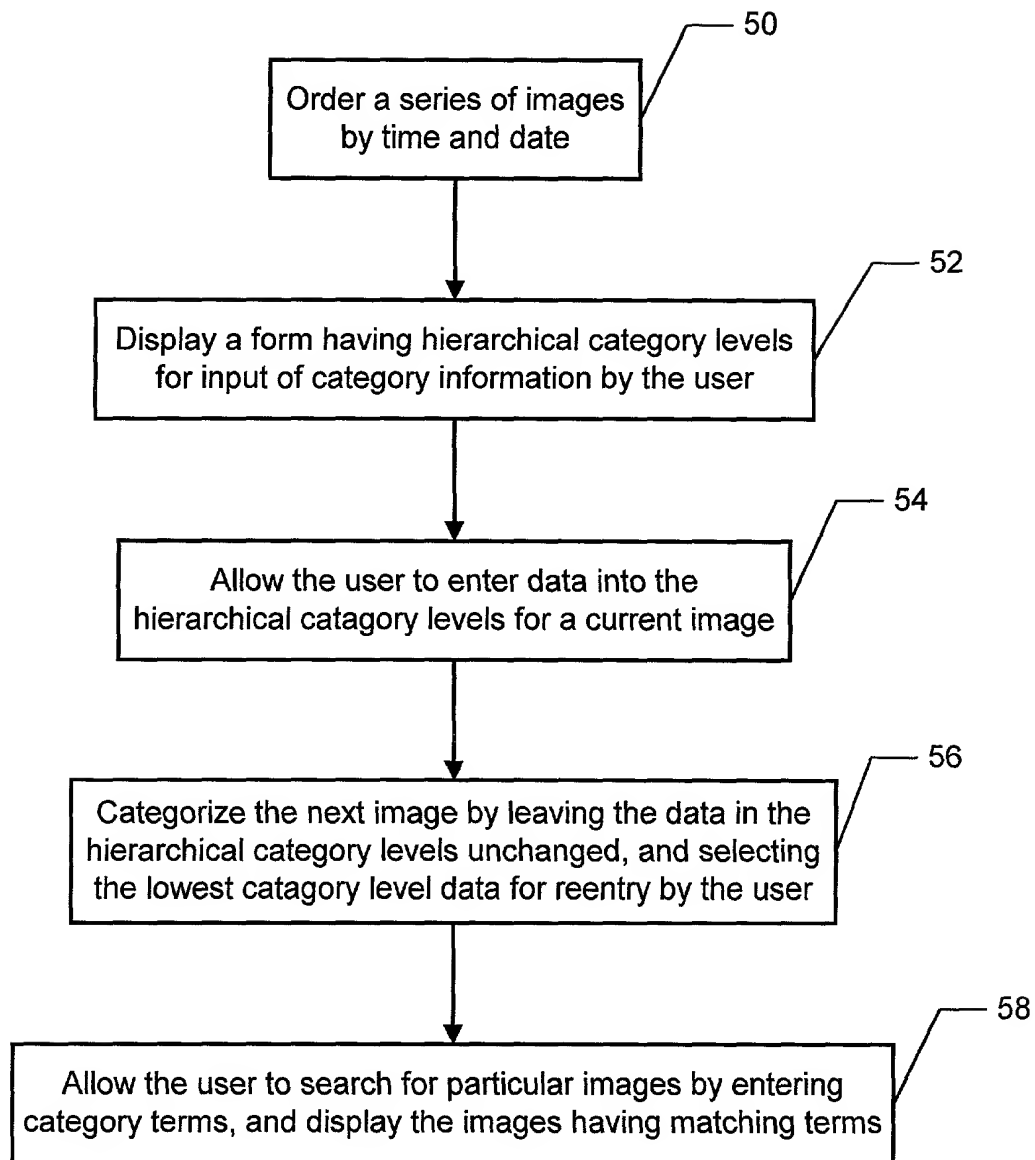 50
Order a series of images
by time and date
52
Display a form having hierarchical category levels
for input of category information by the user
54
Allow the user to enter data into the
hierarchical catagory levels for a current image
56
Categorize the next image by leaving the data in the
hierarchical category levels unchanged, and selecting
the lowest catagory level data for reentry by the user
58
Allow the user to search for particular images by entering
category terms, and display the images having matching terms